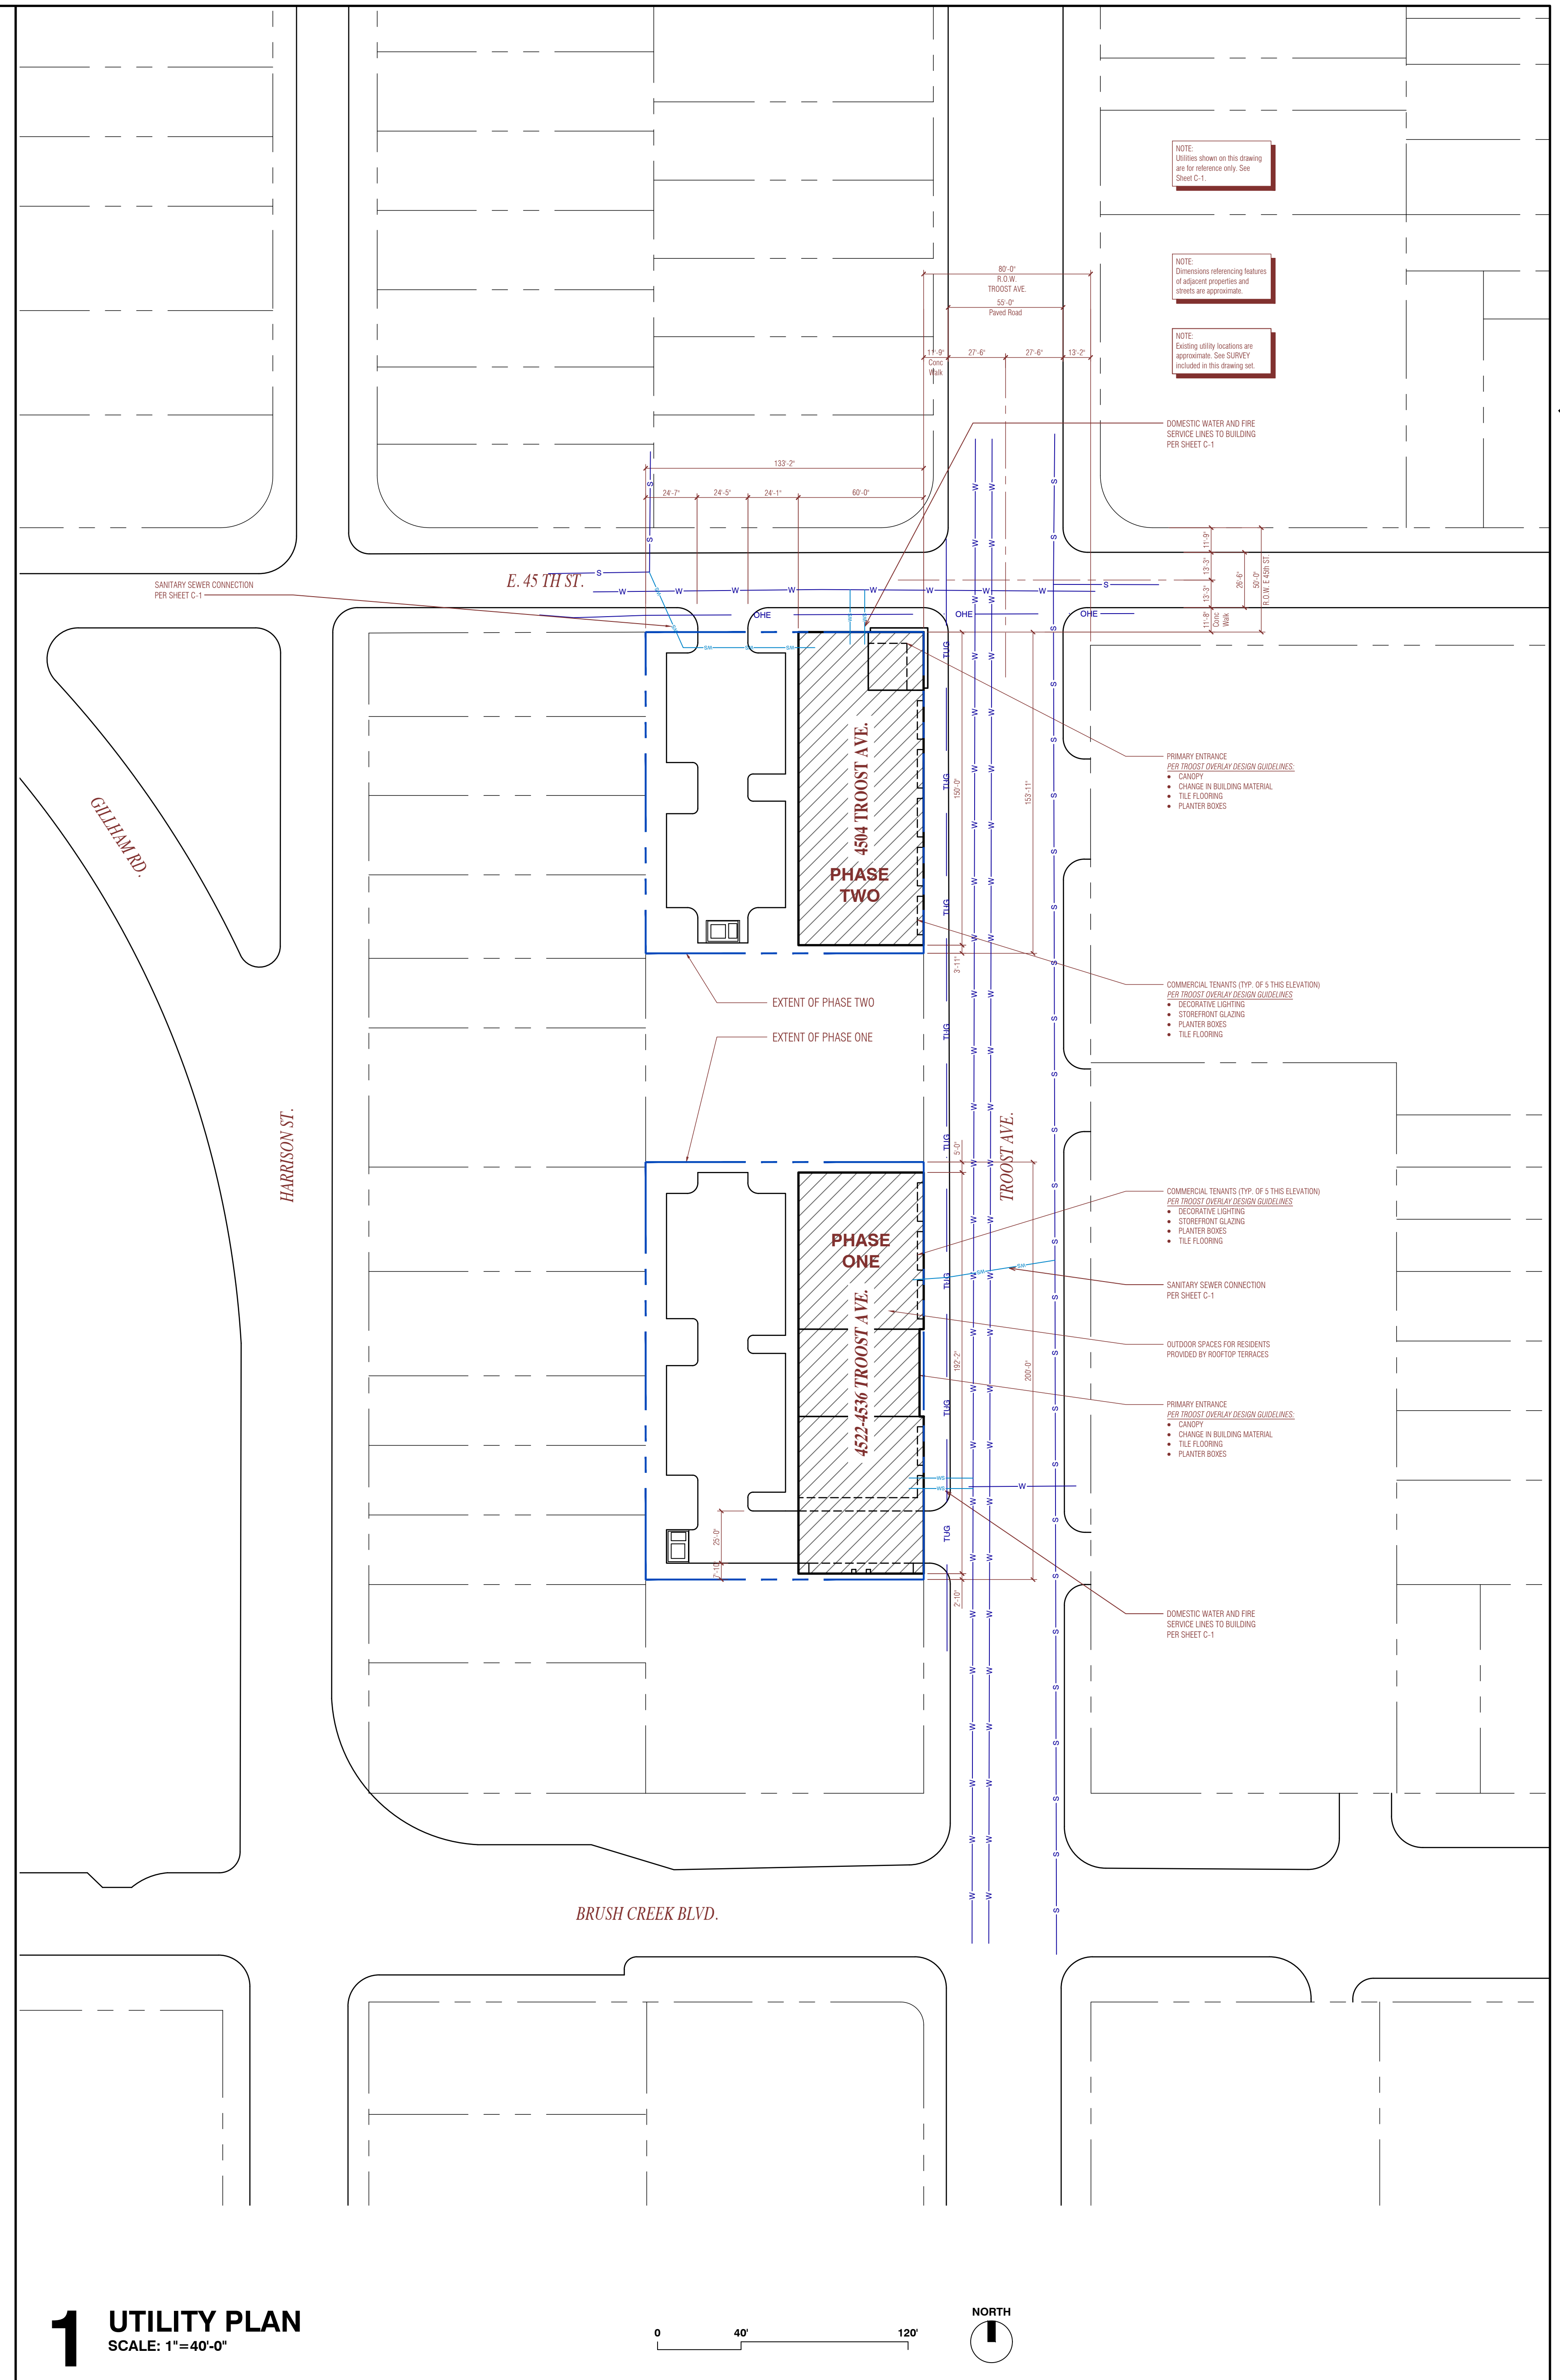 NOTE:
Utilities shown on this drawing
are for reference only. See
Sheet C-1.
NOTE:
Dimensions referencing features
of adjacent properties and
streets are approximate.
NOTE:
Existing utility locations are
approximate. See SURVEY
included in this drawing set.
80'-0"
R.O.W.
TROOST AVE.
55'-0"
Paved Road
11'-9"
Conc
Walk
27'-6"
27'-6"
13'-2"
DOMESTIC WATER AND FIRE
SERVICE LINES TO BUILDING
PER SHEET C-1
133'-2"
24'-7"
24'-5"
24'-1"
60'-0"
SANITARY SEWER CONNECTION
PER SHEET C-1
E. 45 TH ST.
11'-9"
13'-3"
13'-3"
11'-8"
Conc
Walk
26'-6"
50'-0"
R.O.W. E 45th ST.
S
W
OHE
OHE
OHE
SW
WS
TUG
GILLHAM RD.
4504 TROOST AVE.
PHASE
TWO
150'-0"
153'-11"
3'-11"
PRIMARY ENTRANCE
PER TROOST OVERLAY DESIGN GUIDELINES:
● CANOPY
● CHANGE IN BUILDING MATERIAL
● TILE FLOORING
● PLANTER BOXES
COMMERCIAL TENANTS (TYP. OF 5 THIS ELEVATION)
PER TROOST OVERLAY DESIGN GUIDELINES
● DECORATIVE LIGHTING
● STOREFRONT GLAZING
● PLANTER BOXES
● TILE FLOORING
EXTENT OF PHASE TWO
EXTENT OF PHASE ONE
HARRISON ST.
TROOST AVE.
5'-0"
PHASE
ONE
4522-4536 TROOST AVE.
192'-2"
200'-0"
25'-0"
7'-10"
2'-10"
COMMERCIAL TENANTS (TYP. OF 5 THIS ELEVATION)
PER TROOST OVERLAY DESIGN GUIDELINES
● DECORATIVE LIGHTING
● STOREFRONT GLAZING
● PLANTER BOXES
● TILE FLOORING
SANITARY SEWER CONNECTION
PER SHEET C-1
OUTDOOR SPACES FOR RESIDENTS
PROVIDED BY ROOFTOP TERRACES
PRIMARY ENTRANCE
PER TROOST OVERLAY DESIGN GUIDELINES:
● CANOPY
● CHANGE IN BUILDING MATERIAL
● TILE FLOORING
● PLANTER BOXES
DOMESTIC WATER AND FIRE
SERVICE LINES TO BUILDING
PER SHEET C-1
BRUSH CREEK BLVD.
1
UTILITY PLAN
SCALE: 1"=40'-0"
0 40' 120'
NORTH